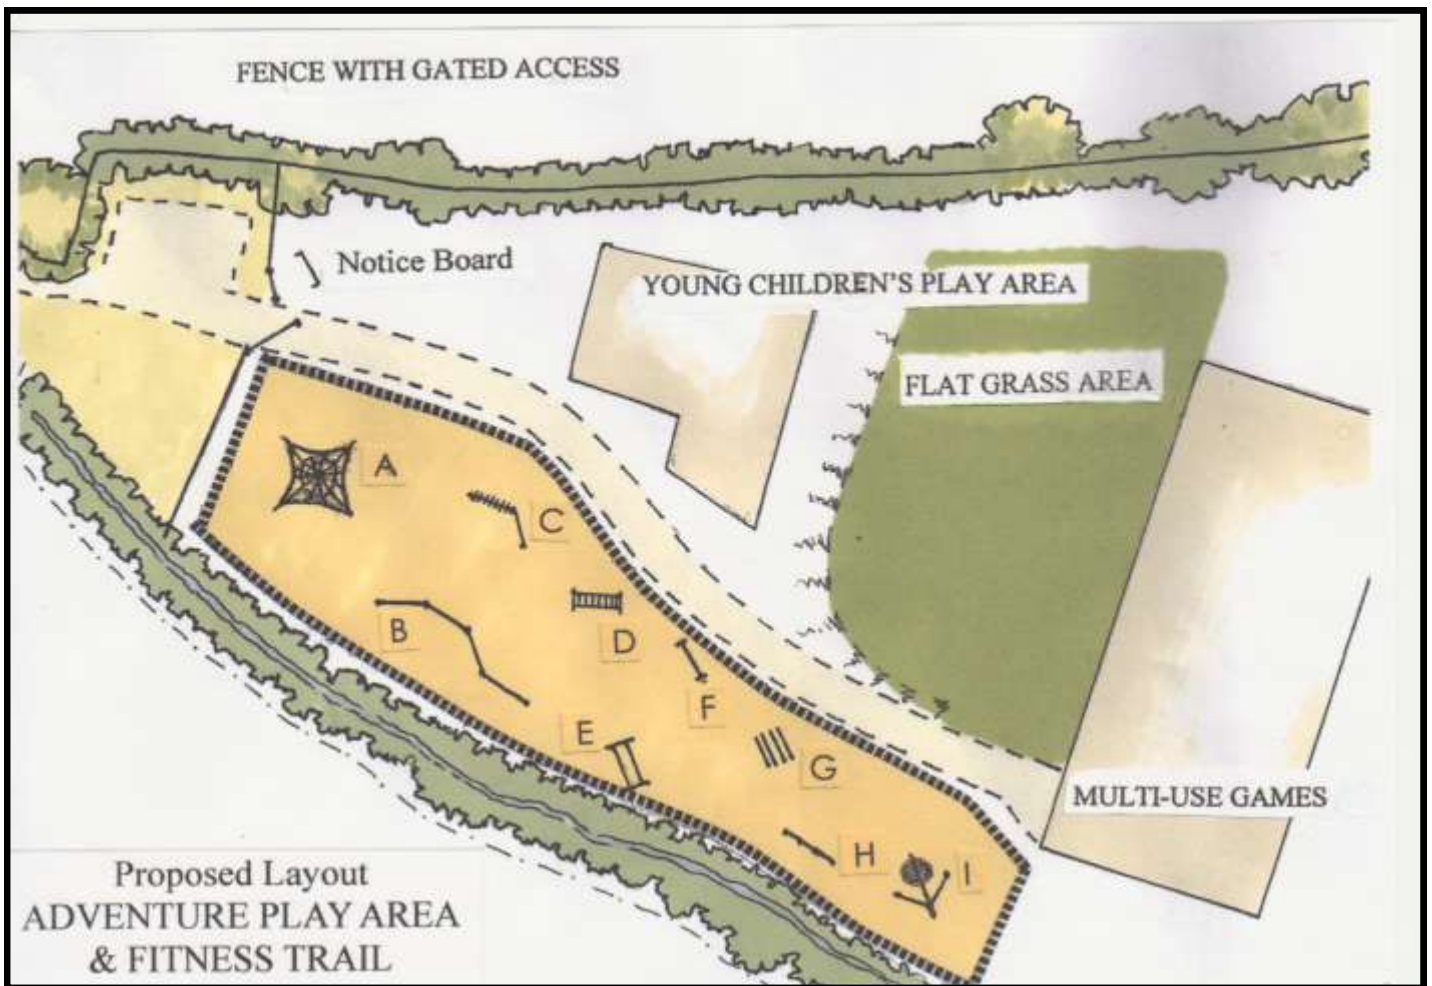 FENCE WITH GATED ACCESS
Notice Board
YOUNG CHILDREN'S PLAY AREA
FLAT GRASS AREA
A
C
B
D
F
E
G
MULTI-USE GAMES
H
I
Proposed Layout
ADVENTURE PLAY AREA
& FITNESS TRAIL